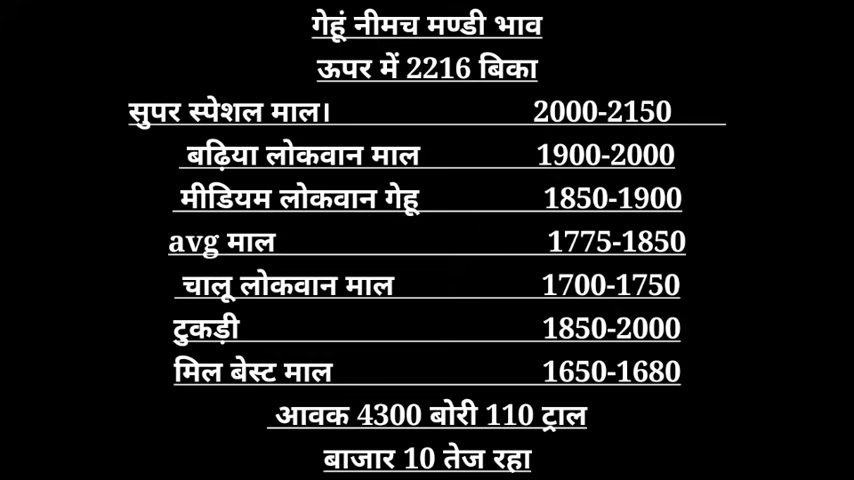 गेहूं नीमच मण्डी भाव
ऊपर में 2216 बिका
सुपर स्पेशल माल। 2000-2150
बढ़िया लोकवान माल 1900-2000
मीडियम लोकवान गेहू 1850-1900
avg माल 1775-1850
चालू लोकवान माल 1700-1750
टुकड़ी 1850-2000
मिल बेस्ट माल 1650-1680
आवक 4300 बोरी 110 ट्राल
बाजार 10 तेज रहा